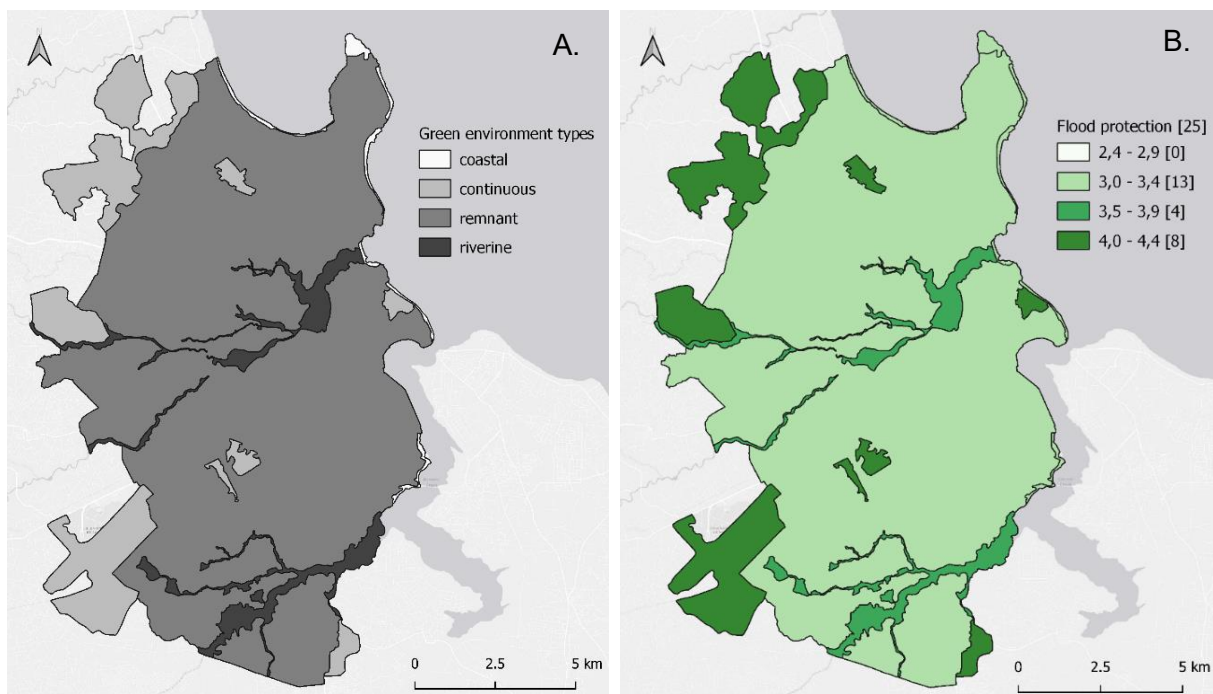 A.
Green environment types
coastal
continuous
remnant
riverine
0 2.5 5 km
B.
Flood protection [25]
2,4 - 2,9 [0]
3,0 - 3,4 [13]
3,5 - 3,9 [4]
4,0 - 4,4 [8]
0 2.5 5 km